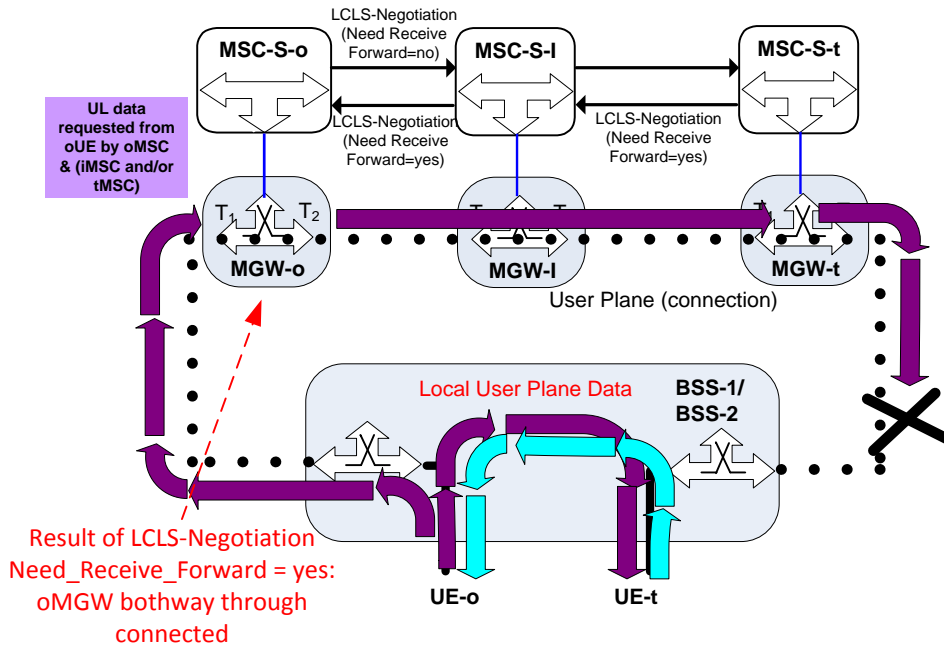 LCLS-Negotiation
(Need Receive
Forward=no)
MSC-S-o
MSC-S-I
MSC-S-t
LCLS-Negotiation
(Need Receive
Forward=yes)
LCLS-Negotiation
(Need Receive
Forward=yes)
UL data
requested from
oUE by oMSC
& (iMSC and/or
tMSC)
T1
T2
MGW-o
MGW-I
MGW-t
User Plane (connection)
Local User Plane Data
BSS-1/
BSS-2
Result of LCLS-Negotiation
Need_Receive_Forward = yes:
oMGW bothway through
connected
UE-o
UE-t